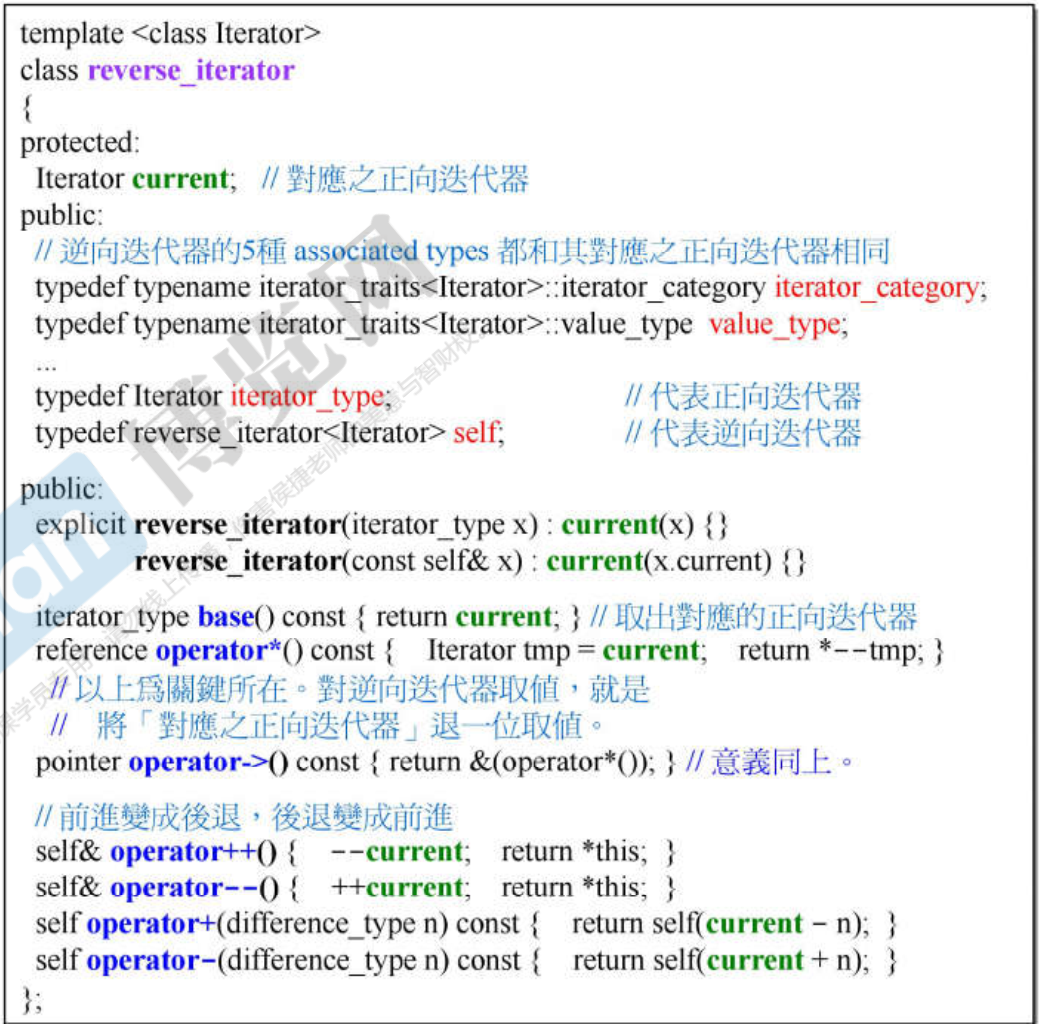 template <class Iterator>
class reverse_iterator
{
protected:
Iterator current; // 對應之正向迭代器
public:
// 逆向迭代器的5種 associated types 都和其對應之正向迭代器相同
typedef typename iterator_traits<Iterator>::iterator_category iterator_category;
typedef typename iterator_traits<Iterator>::value_type value_type;
...
typedef Iterator iterator_type; // 代表正向迭代器
typedef reverse_iterator<Iterator> self; // 代表逆向迭代器
public:
explicit reverse_iterator(iterator_type x) : current(x) {}
reverse_iterator(const self& x) : current(x.current) {}
iterator_type base() const { return current; } // 取出對應的正向迭代器
reference operator*() const { Iterator tmp = current; return *--tmp; }
// 以上爲關鍵所在。對逆向迭代器取值，就是
// 將「對應之正向迭代器」退一位取值。
pointer operator->() const { return &(operator*()); } // 意義同上。
// 前進變成後退，後退變成前進
self& operator++() { --current; return *this; }
self& operator--() { ++current; return *this; }
self operator+(difference_type n) const { return self(current - n); }
self operator-(difference_type n) const { return self(current + n); }
};
博览网